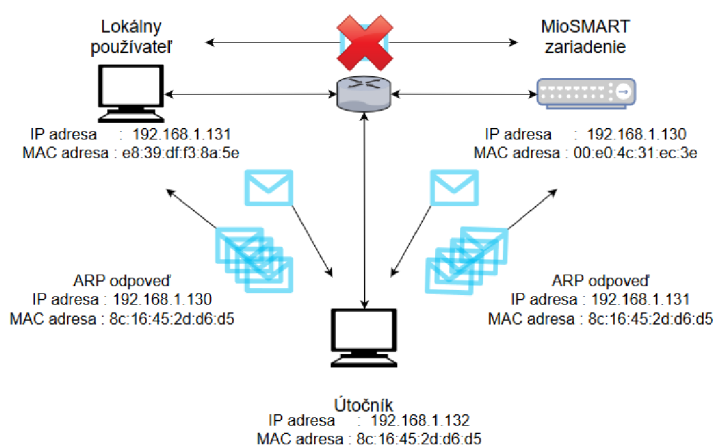 Lokálny
používateľ
MioSMART
zariadenie
IP adresa : 192.168.1.131
MAC adresa : e8:39:df:f3:8a:5e
IP adresa : 192.168.1.130
MAC adresa : 00:e0:4c:31:ec:3e
ARP odpoveď
IP adresa : 192.168.1.130
MAC adresa : 8c:16:45:2d:d6:d5
ARP odpoveď
IP adresa : 192.168.1.131
MAC adresa : 8c:16:45:2d:d6:d5
Útočník
IP adresa : 192.168.1.132
MAC adresa : 8c:16:45:2d:d6:d5